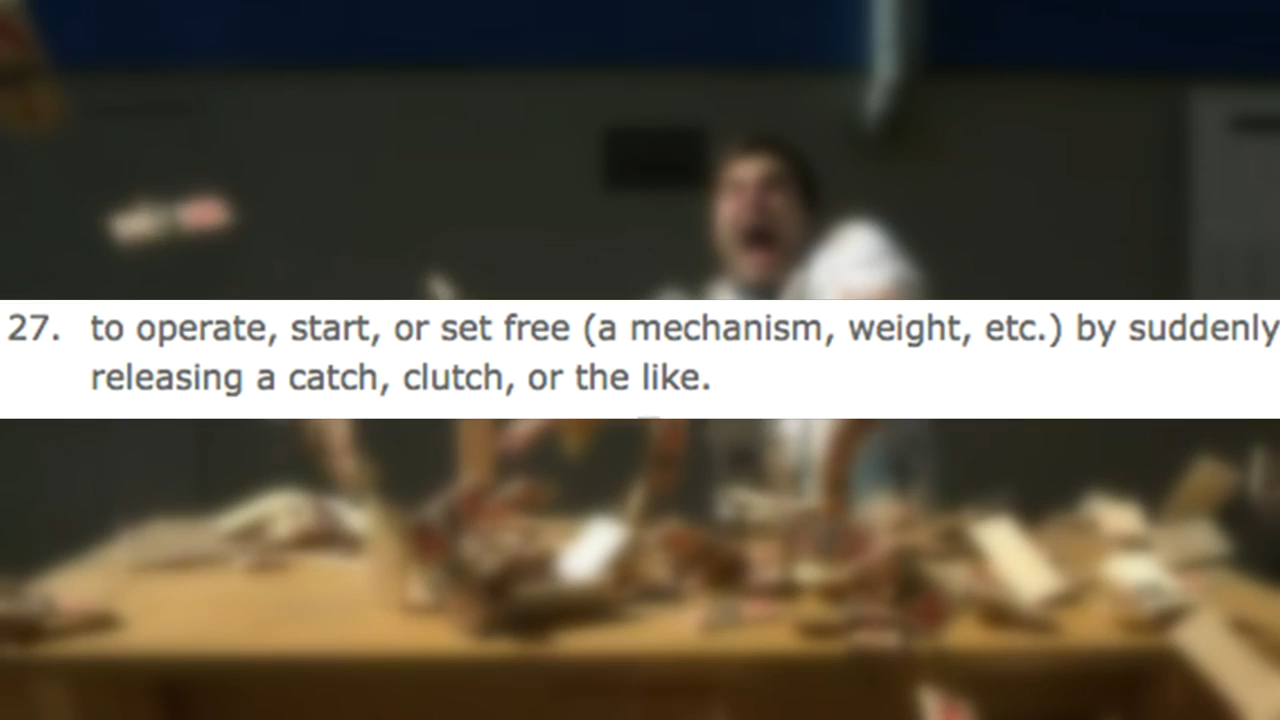 27. to operate, start, or set free (a mechanism, weight, etc.) by suddenly
releasing a catch, clutch, or the like.